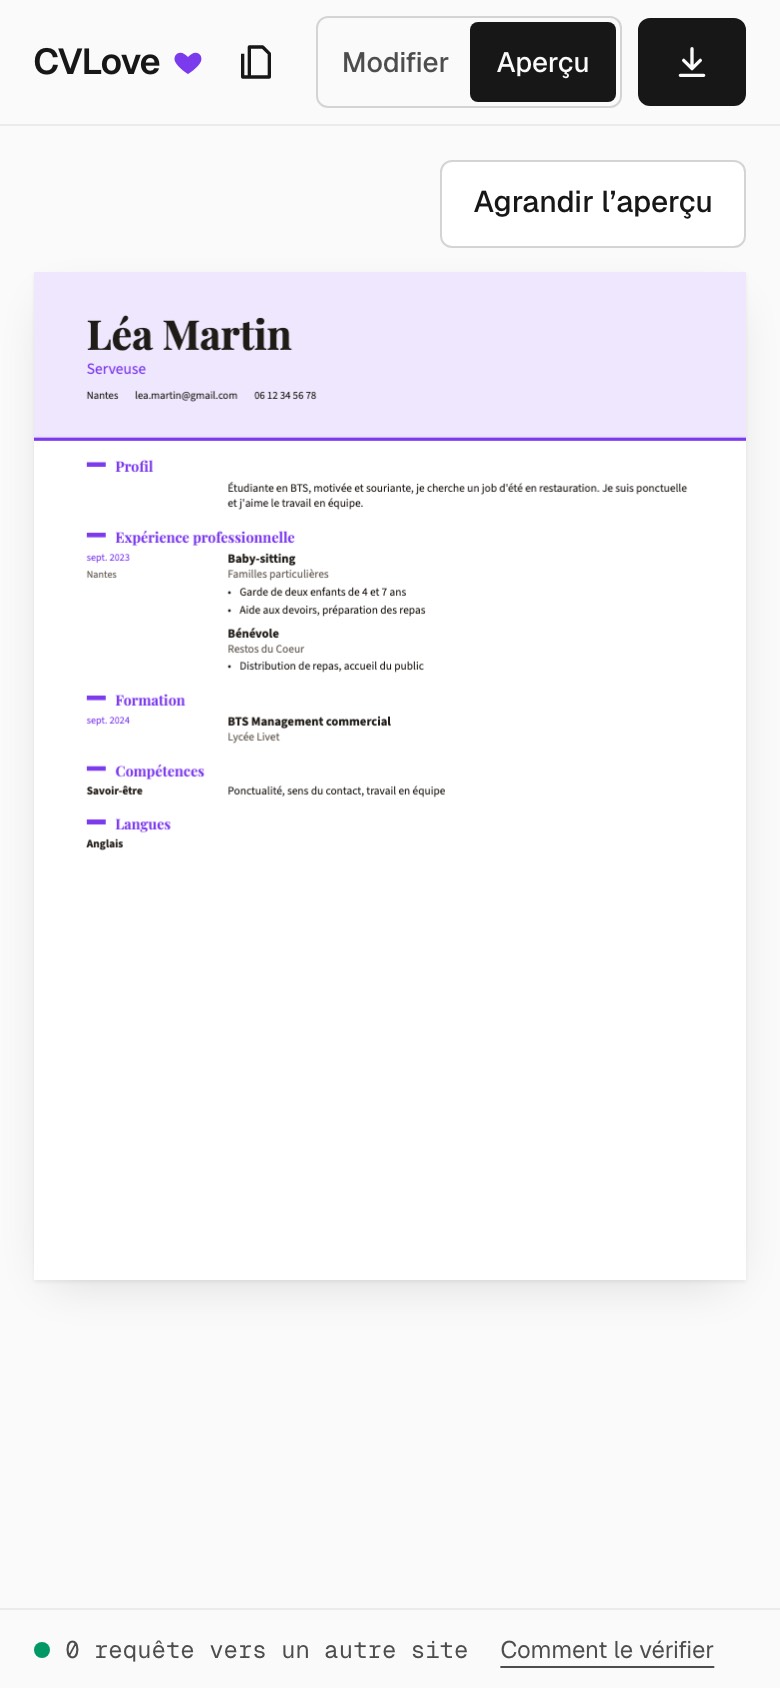 CVLove
Modifier
Aperçu
Agrandir l’aperçu
Léa Martin
Serveuse
Nantes lea.martin@gmail.com 06 12 34 56 78
Profil
Étudiante en BTS, motivée et souriante, je cherche un job d'été en restauration. Je suis ponctuelle
et j'aime le travail en équipe.
Expérience professionnelle
sept. 2023
Nantes
Baby-sitting
Familles particulières
• Garde de deux enfants de 4 et 7 ans
• Aide aux devoirs, préparation des repas
Bénévole
Restos du Coeur
• Distribution de repas, accueil du public
Formation
sept. 2024
BTS Management commercial
Lycée Livet
Compétences
Savoir-être Ponctualité, sens du contact, travail en équipe
Langues
Anglais
0 requête vers un autre site Comment le vérifier